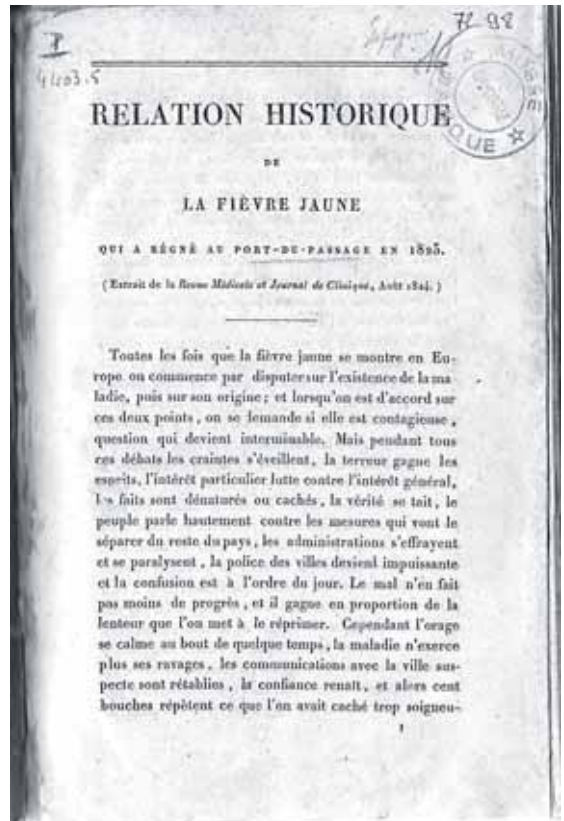 72 98
I
4403.5
RELATION HISTORIQUE
DE
LA FIÈVRE JAUNE
QUI A RÉGNÉ AU PORT-DU-PASSAGE EN 1823.
(Extrait de la Revue Médicale et Journal de Clinique, Août 1824.)
Toutes les fois que la fièvre jaune se montre en Eu-
rope on commence par disputer sur l'existence de la ma
ladie, puis sur son origine; et lorsqu'on est d'accord sur
ces deux points, on se demande si elle est contagieuse,
question qui devient interminable. Mais pendant tous
ces débats les craintes s'éveillent, la terreur gagne les
esprits, l'intérêt particulier lutte contre l'intérêt général,
les faits sont dénaturés ou cachés, la vérité se tait, le
peuple parle hautement contre les mesures qui vont le
séparer du reste du pays, les administrations s'effrayent
et se paralysent, la police des villes devient impuissante
et la confusion est à l'ordre du jour. Le mal n'en fait
pas moins de progrès, et il gagne en proportion de la
lenteur que l'on met à le réprimer. Cependant l'orage
se calme au bout de quelque temps, la maladie n'exerce
plus ses ravages, les communications avec la ville sus-
pecte sont rétablies, la confiance renaît, et alors cent
bouches répètent ce que l'on avait caché trop soigneu-
1